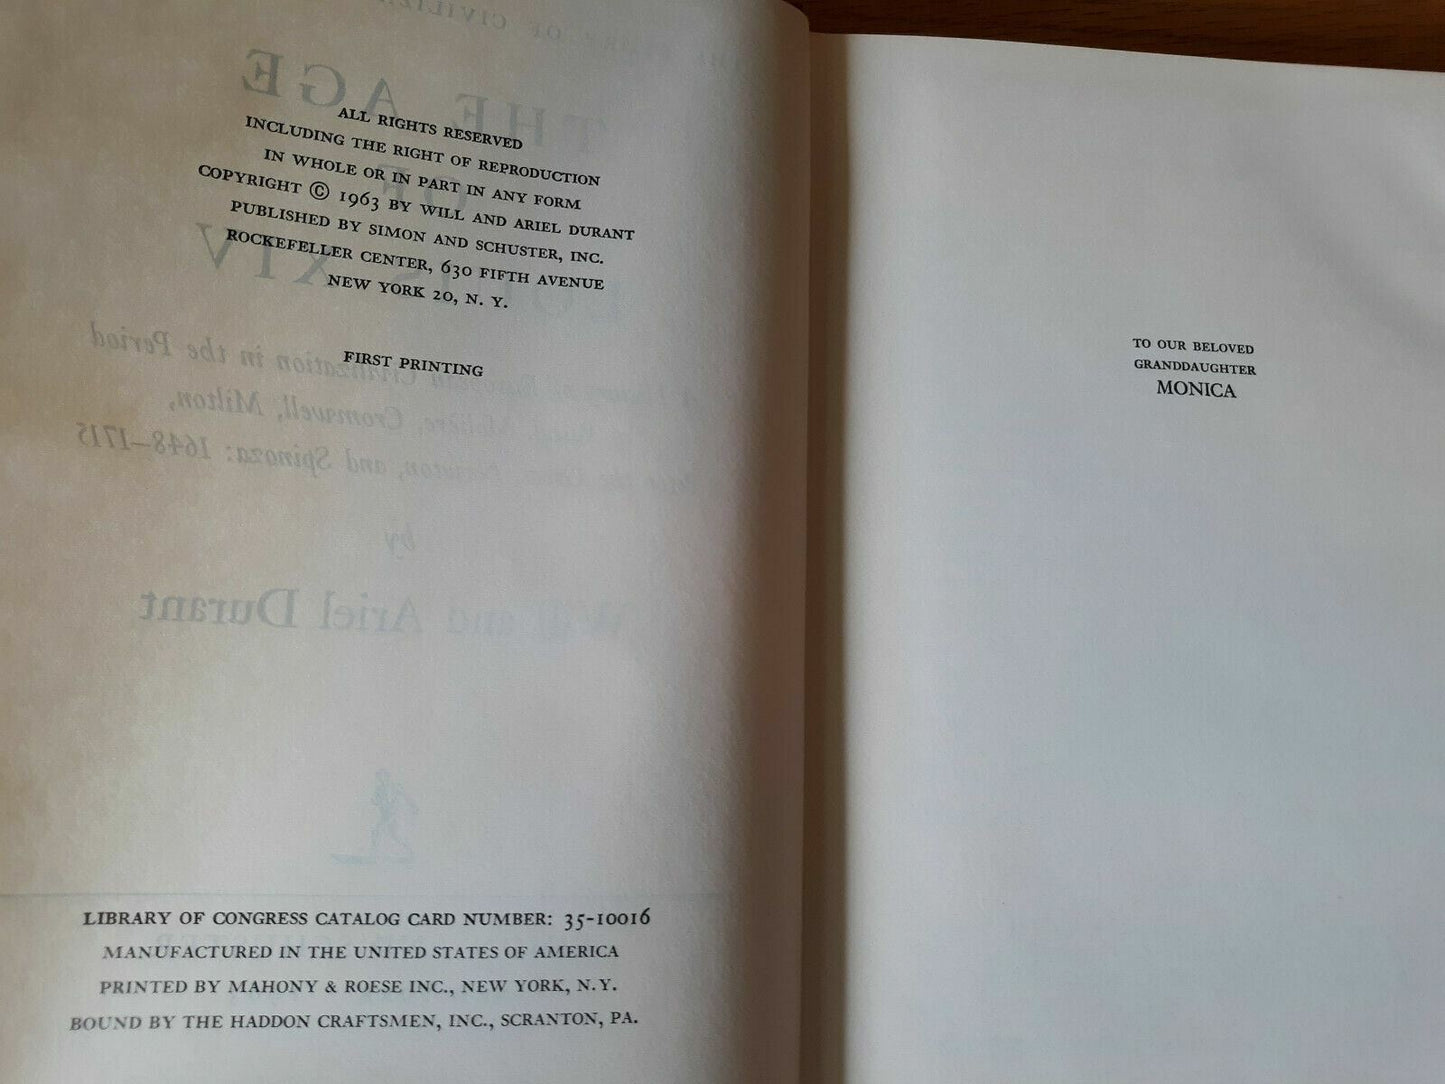 ALL RIGHTS RESERVED
INCLUDING THE RIGHT OF REPRODUCTION
IN WHOLE OR IN PART IN ANY FORM
COPYRIGHT © 1963 BY WILL AND ARIEL DURANT
PUBLISHED BY SIMON AND SCHUSTER, INC.
ROCKEFELLER CENTER, 630 FIFTH AVENUE
NEW YORK 20, N. Y.
FIRST PRINTING
LIBRARY OF CONGRESS CATALOG CARD NUMBER: 35-10016
MANUFACTURED IN THE UNITED STATES OF AMERICA
PRINTED BY MAHONY & ROESE INC., NEW YORK, N.Y.
BOUND BY THE HADDON CRAFTSMEN, INC., SCRANTON, PA.
TO OUR BELOVED
GRANDDAUGHTER
MONICA